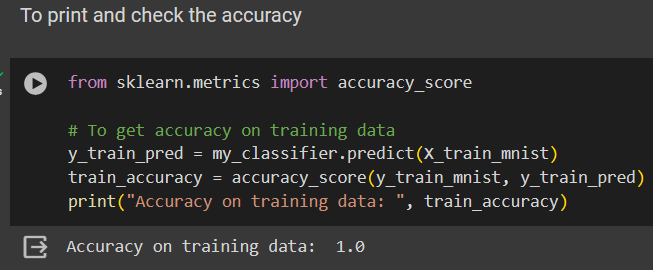 To print and check the accuracy
from sklearn.metrics import accuracy_score
# To get accuracy on training data
y_train_pred = my_classifier.predict(X_train_mnist)
train_accuracy = accuracy_score(y_train_mnist, y_train_pred)
print("Accuracy on training data: ", train_accuracy)
Accuracy on training data:  1.0